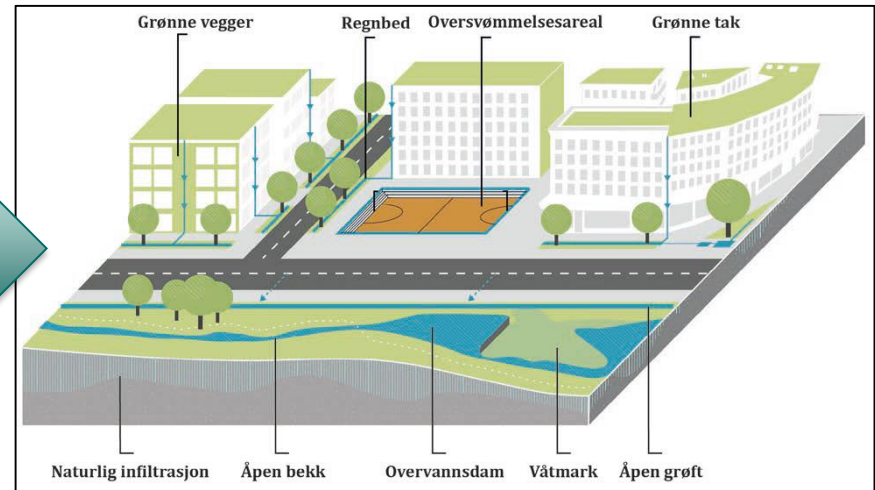 Grønne vegger
Regnbed
Oversvømmelsesareal
Grønne tak
Naturlig infiltrasjon
Åpen bekk
Overvannsdam
Våtmark
Åpen grøft